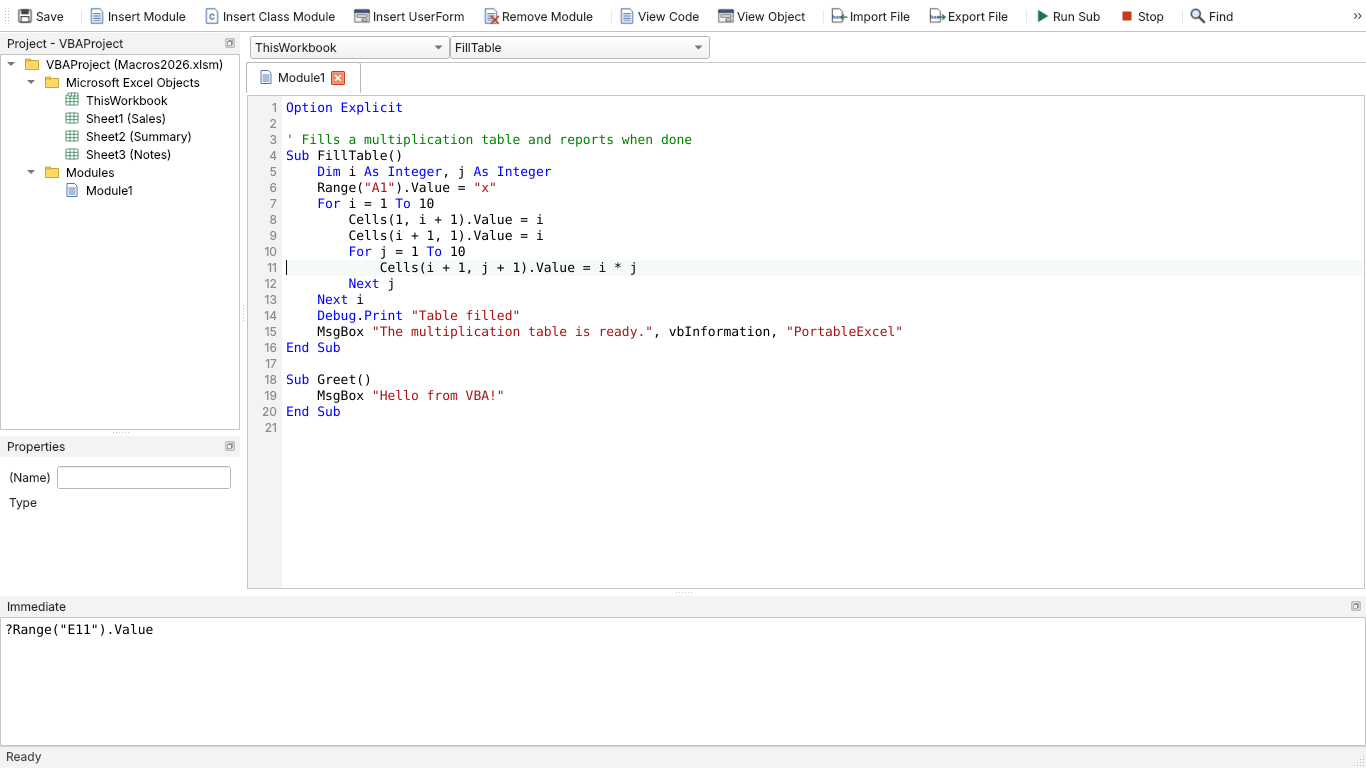 Save Insert Module Insert Class Module Insert UserForm Remove Module View Code View Object Import File Export File Run Sub Stop Find »
Project - VBAProject
VBAProject (Macros2026.xlsm)
Microsoft Excel Objects
ThisWorkbook
Sheet1 (Sales)
Sheet2 (Summary)
Sheet3 (Notes)
Modules
Module1
Properties
(Name)
Type
ThisWorkbook FillTable
Module1
1 Option Explicit
2
3 ' Fills a multiplication table and reports when done
4 Sub FillTable()
5     Dim i As Integer, j As Integer
6     Range("A1").Value = "x"
7     For i = 1 To 10
8         Cells(1, i + 1).Value = i
9         Cells(i + 1, 1).Value = i
10         For j = 1 To 10
11             Cells(i + 1, j + 1).Value = i * j
12         Next j
13     Next i
14     Debug.Print "Table filled"
15     MsgBox "The multiplication table is ready.", vbInformation, "PortableExcel"
16 End Sub
17
18 Sub Greet()
19     MsgBox "Hello from VBA!"
20 End Sub
21
Immediate
?Range("E11").Value
Ready